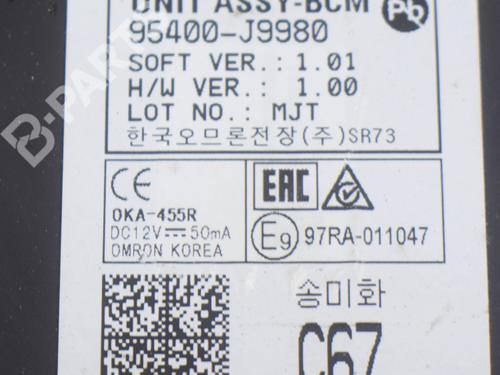 UNIT ASSY-BCM
Pb
95400-J9980
SOFT VER.: 1.01
H/W VER.: 1.00
LOT NO.: MJT
한국오므론전장(주)SR73
CE
EAC
OKA-455R
DC12V 50mA
OMRON KOREA
E9 97RA-011047
송미화
C67
B-PARTS